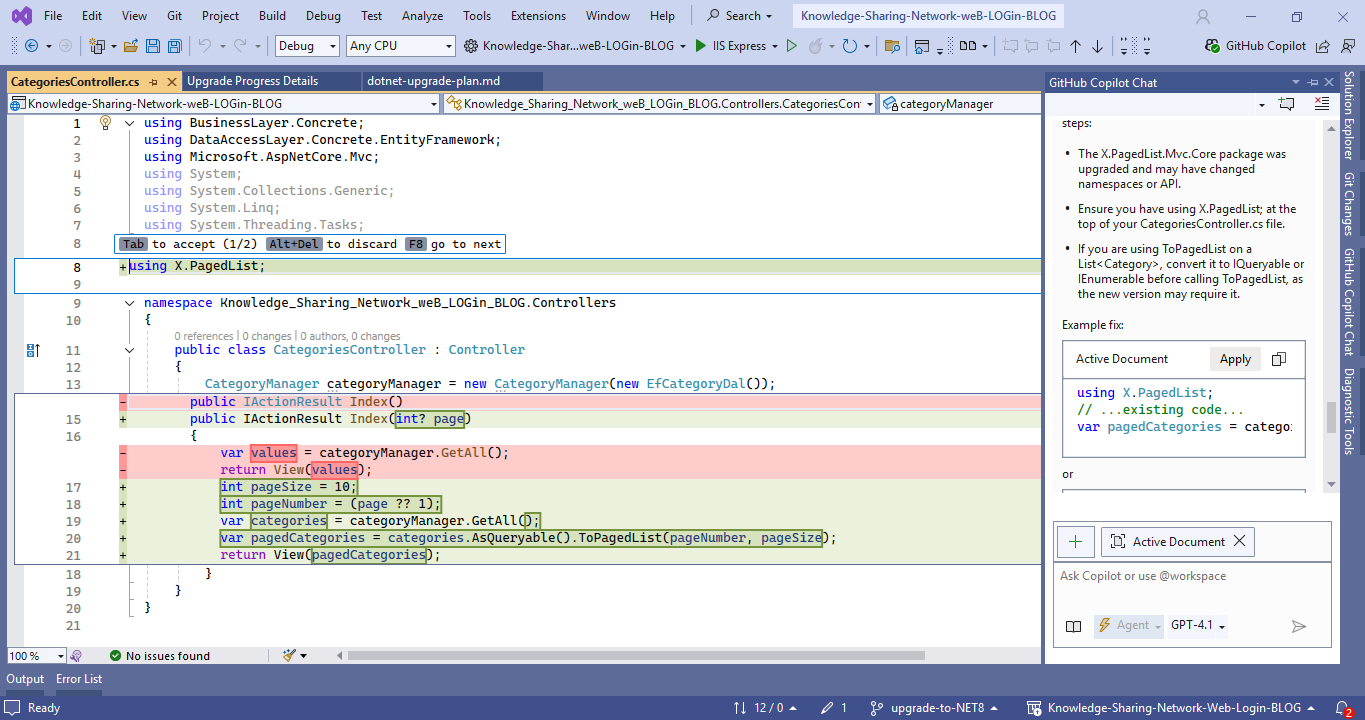 File Edit View Git Project Build Debug Test Analyze Tools Extensions Window Help Search Knowledge-Sharing-Network-weB-LOGin-BLOG
Debug Any CPU Knowledge-Shar...weB-LOGin-BLOG IIS Express GitHub Copilot
CategoriesController.cs Upgrade Progress Details dotnet-upgrade-plan.md
Knowledge-Sharing-Network-weB-LOGin-BLOG Knowledge_Sharing_Network_weB_LOGin_BLOG.Controllers.CategoriesCon categoryManager
1 using BusinessLayer.Concrete;
2 using DataAccessLayer.Concrete.EntityFramework;
3 using Microsoft.AspNetCore.Mvc;
4 using System;
5 using System.Collections.Generic;
6 using System.Linq;
7 using System.Threading.Tasks;
8 Tab to accept (1/2) Alt+Del to discard F8 go to next
8 +using X.PagedList;
9
9 namespace Knowledge_Sharing_Network_weB_LOGin_BLOG.Controllers
10 {
0 references | 0 changes | 0 authors, 0 changes
11 public class CategoriesController : Controller
12 {
13 CategoryManager categoryManager = new CategoryManager(new EfCategoryDal());
- public IActionResult Index()
15 + public IActionResult Index(int? page)
16 {
- var values = categoryManager.GetAll();
- return View(values);
17 + int pageSize = 10;
18 + int pageNumber = (page ?? 1);
19 + var categories = categoryManager.GetAll();
20 + var pagedCategories = categories.AsQueryable().ToPagedList(pageNumber, pageSize);
21 + return View(pagedCategories);
18 }
19 }
20 }
21
100 % No issues found
GitHub Copilot Chat
steps:
• The X.PagedList.Mvc.Core package was
upgraded and may have changed
namespaces or API.
• Ensure you have using X.PagedList; at the
top of your CategoriesController.cs file.
• If you are using ToPagedList on a
List<Category>, convert it to IQueryable or
IEnumerable before calling ToPagedList, as
the new version may require it.
Example fix:
Active Document Apply
using X.PagedList;
// ...existing code...
var pagedCategories = catego
or
Active Document
Ask Copilot or use @workspace
Agent GPT-4.1
Solution Explorer
Git Changes
GitHub Copilot Chat
Diagnostic Tools
Output Error List
Ready 12 / 0 1 upgrade-to-NET8 Knowledge-Sharing-Network-Web-Login-BLOG 2